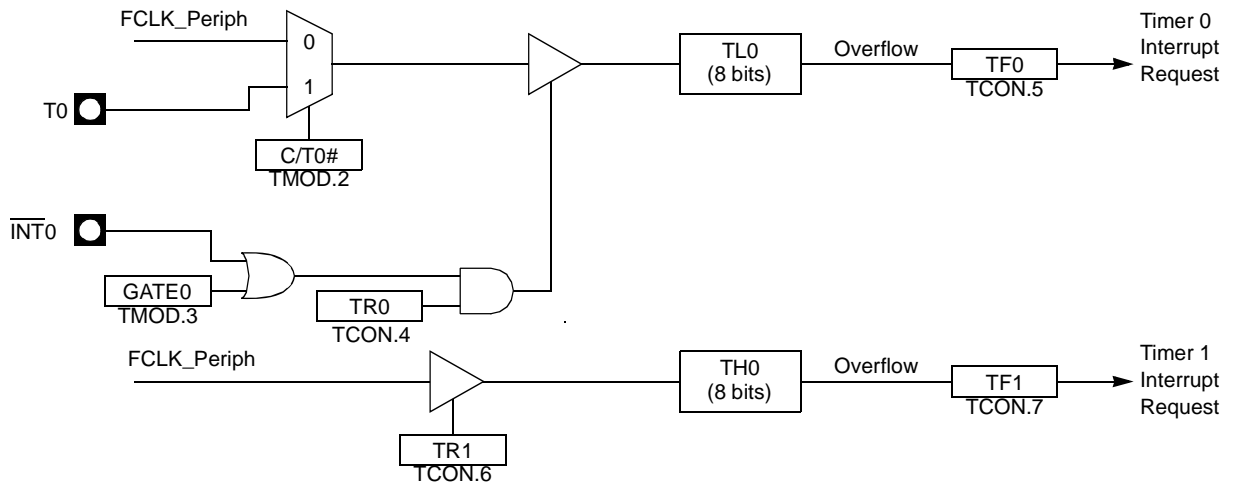 FCLK_Periph
0
1
T0
C/T0#
TMOD.2
TL0
(8 bits)
Overflow
TF0
TCON.5
Timer 0
Interrupt
Request
INT0
GATE0
TMOD.3
TR0
TCON.4
FCLK_Periph
TR1
TCON.6
TH0
(8 bits)
Overflow
TF1
TCON.7
Timer 1
Interrupt
Request